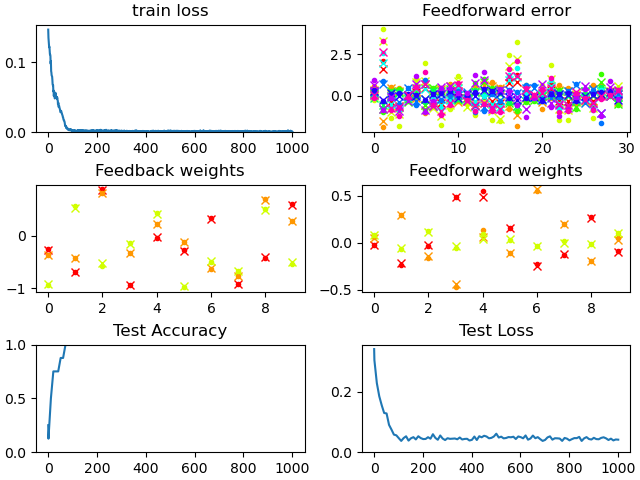 train loss
0.1
0.0
0 200 400 600 800 1000
Feedforward error
2.5
0.0
0 10 20 30
Feedback weights
0
−1
0 2 4 6 8
Feedforward weights
0.5
0.0
−0.5
0 2 4 6 8
Test Accuracy
1.0
0.5
0.0
0 200 400 600 800 1000
Test Loss
0.2
0.0
0 200 400 600 800 1000